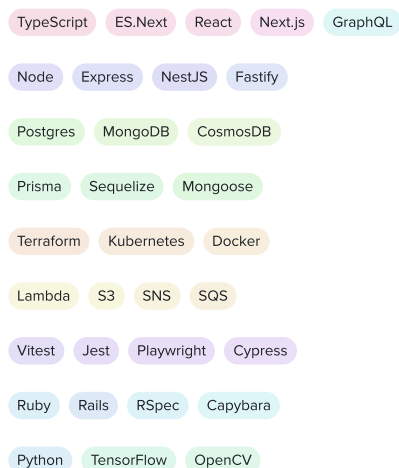 TypeScript ES.Next React Next.js GraphQL
Node Express NestJS Fastify
Postgres MongoDB CosmosDB
Prisma Sequelize Mongoose
Terraform Kubernetes Docker
Lambda S3 SNS SQS
Vitest Jest Playwright Cypress
Ruby Rails RSpec Capybara
Python TensorFlow OpenCV